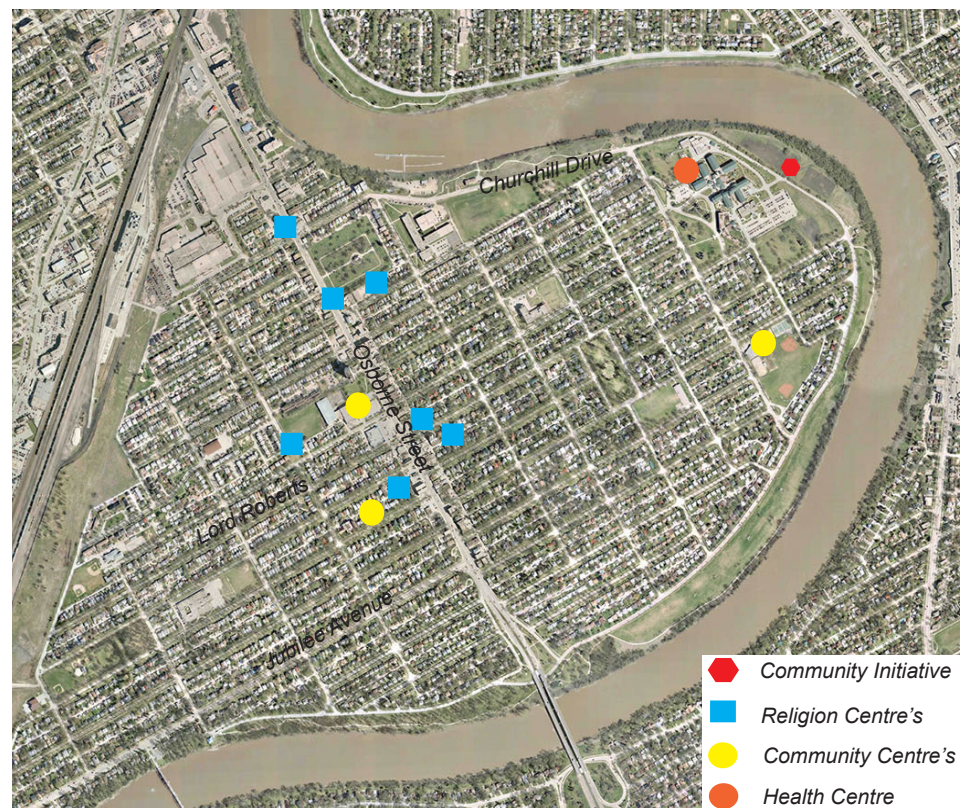 Churchill Drive
Osborne Street
Lord Roberts
Jubilee Avenue
Community Initiative
Religion Centre's
Community Centre's
Health Centre